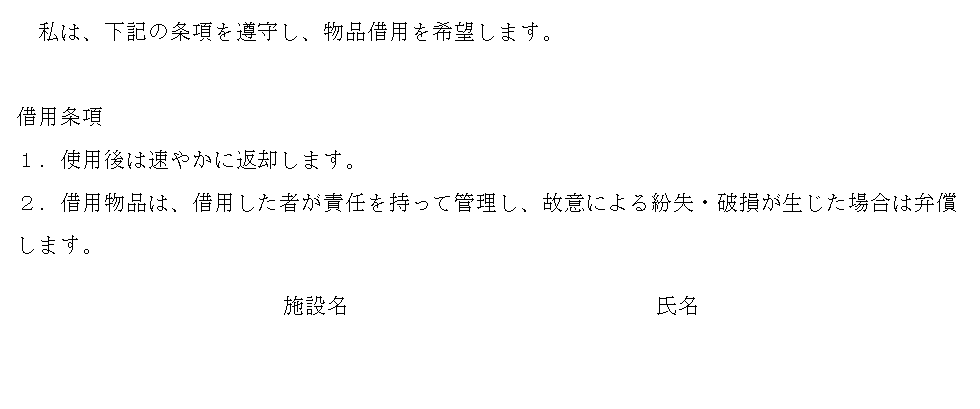 私は、下記の条項を遵守し、物品借用を希望します。
借用条項
１．使用後は速やかに返却します。
２．借用物品は、借用した者が責任を持って管理し、故意による紛失・破損が生じた場合は弁償
します。
施設名　　　　　　　　　　　　　　氏名